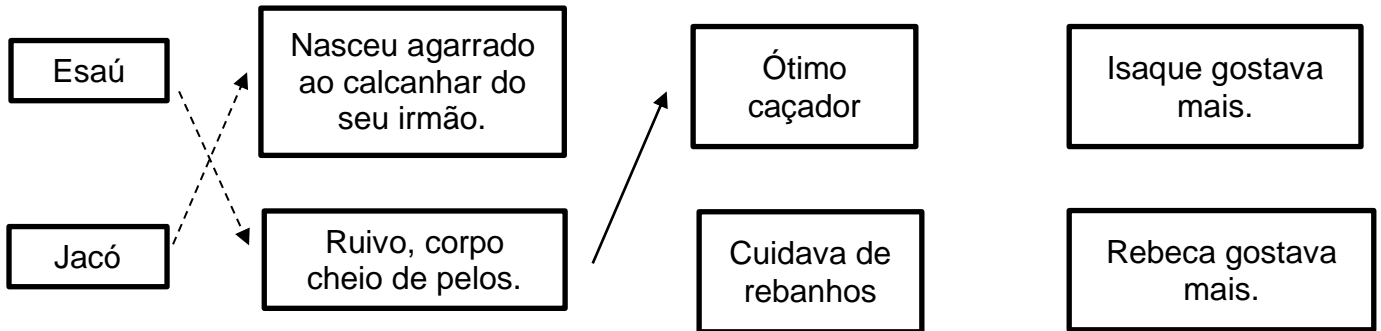 Esaú
Nasceu agarrado
ao calcanhar do
seu irmão.
Ótimo
caçador
Isaque gostava
mais.
Jacó
Ruivo, corpo
cheio de pelos.
Cuidava de
rebanhos
Rebeca gostava
mais.